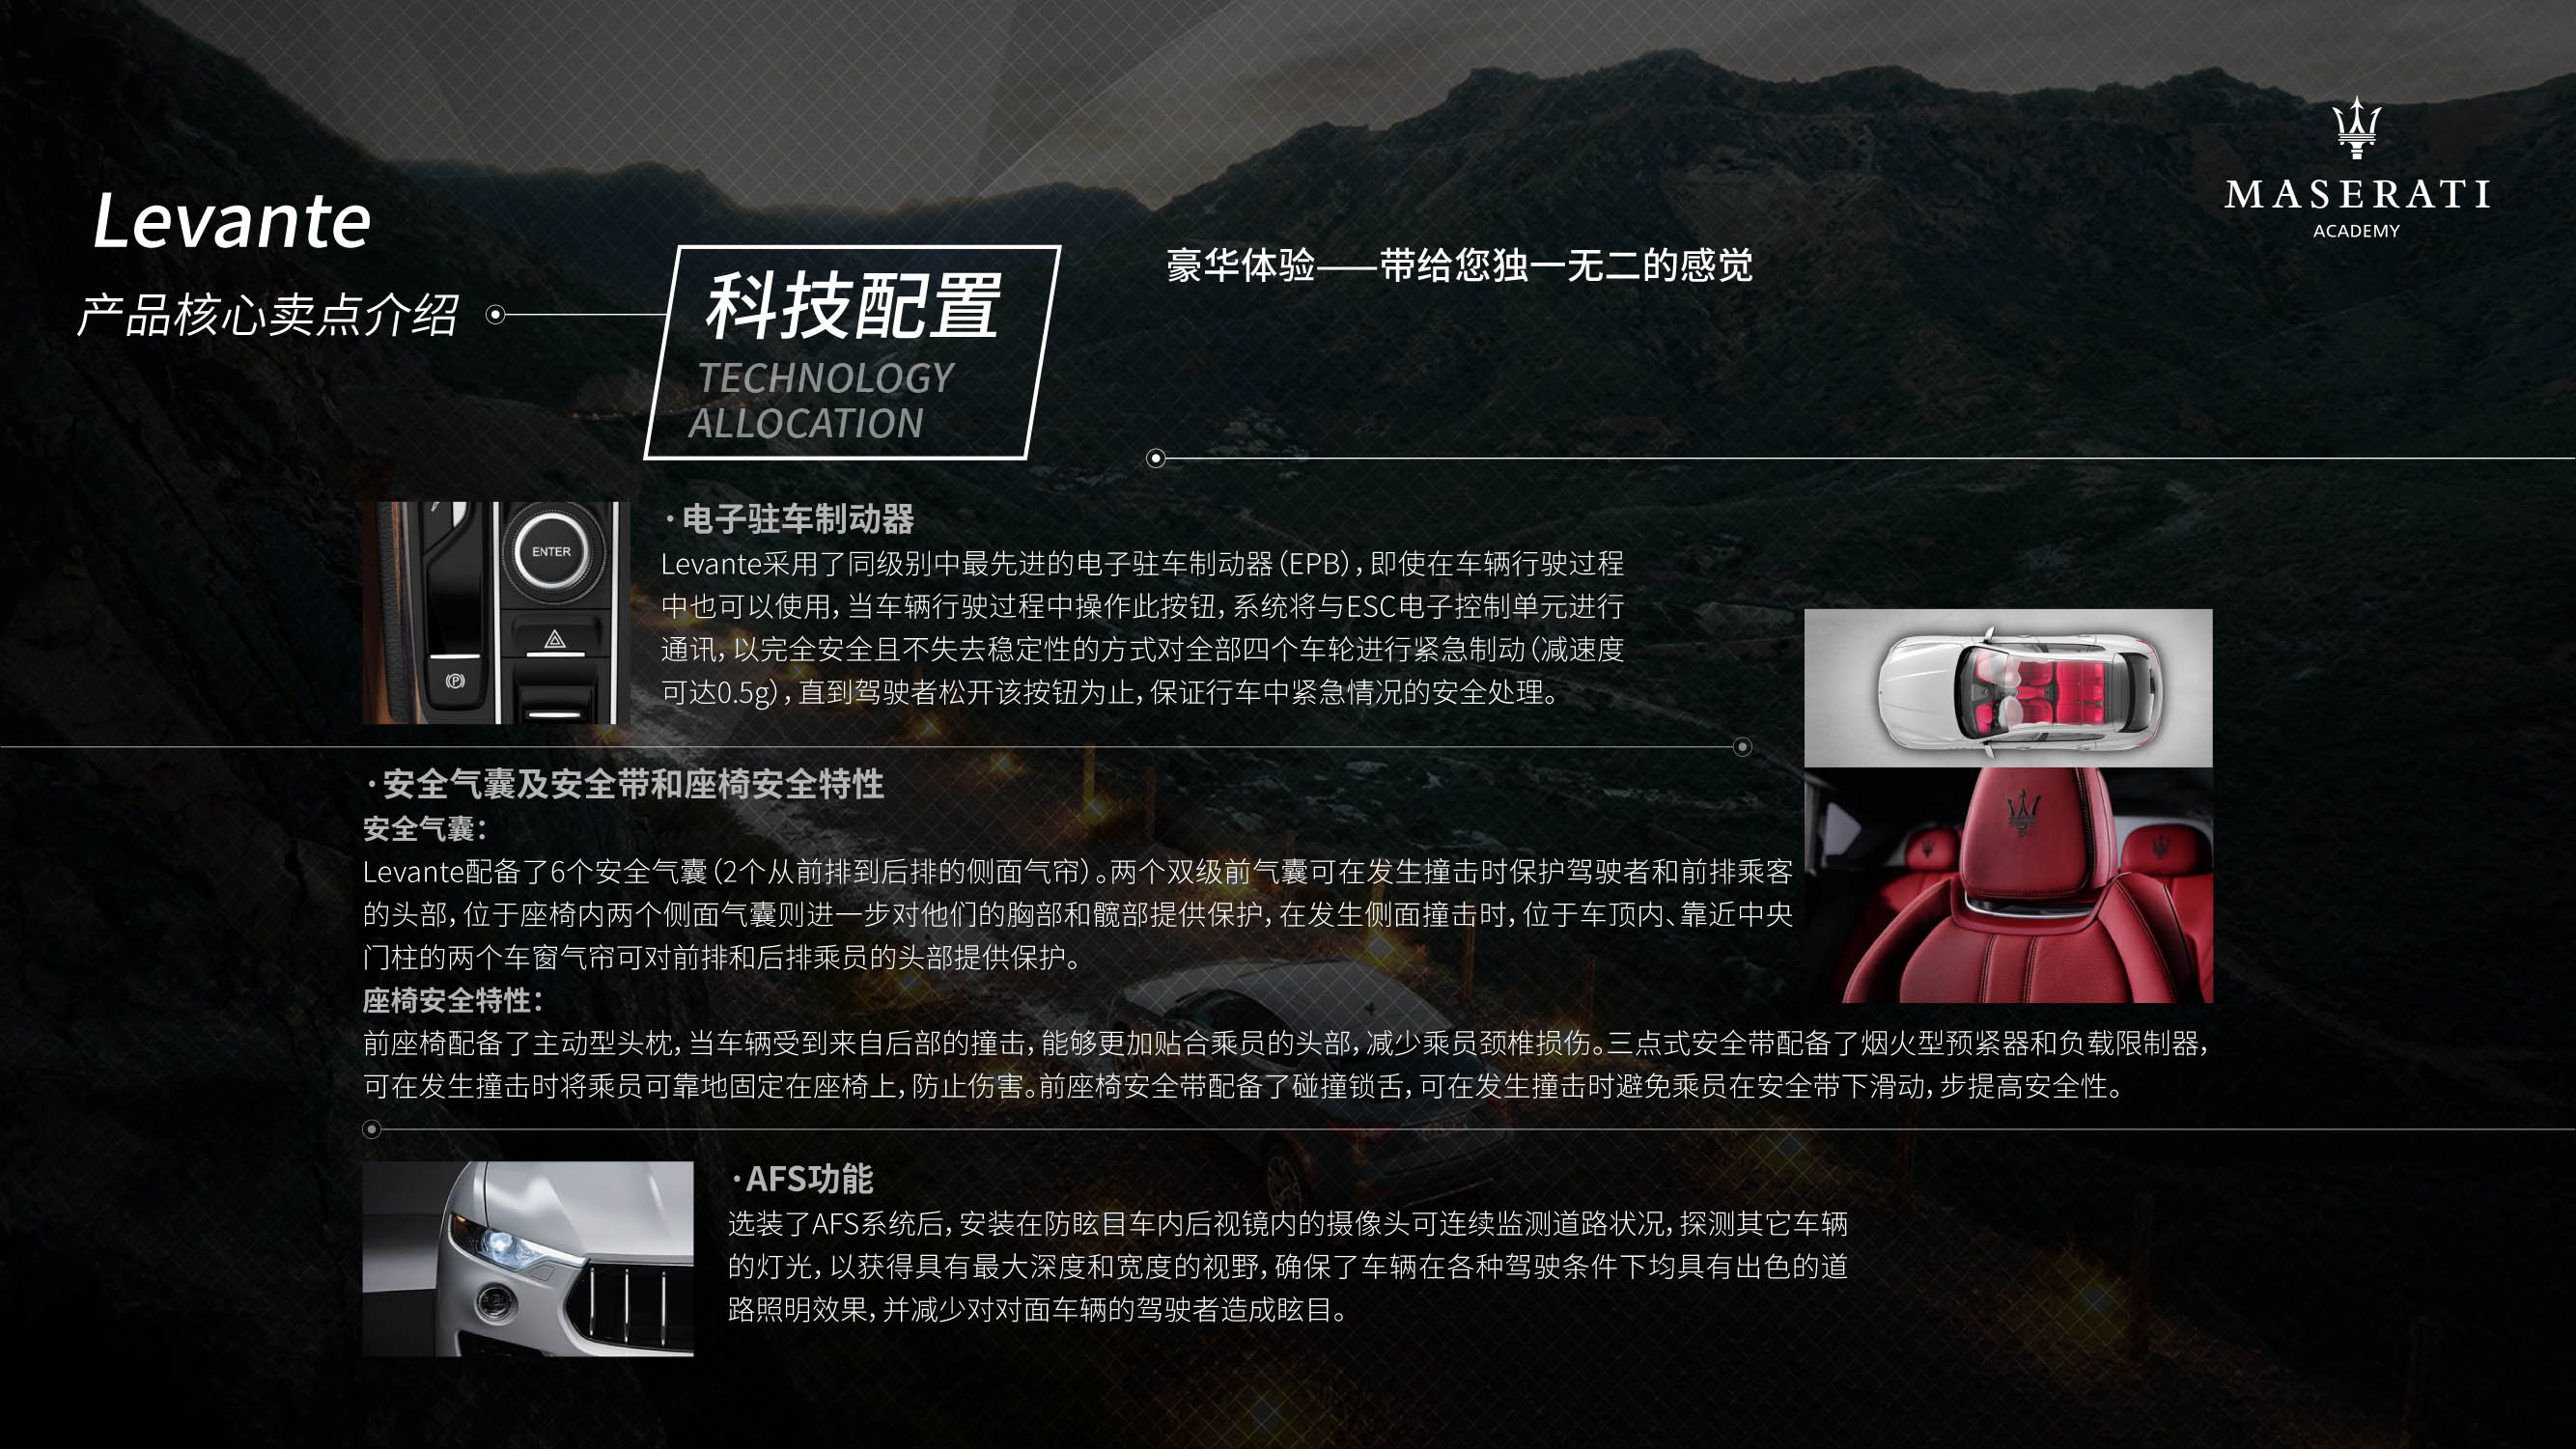 Levante
产品核心卖点介绍
科技配置
TECHNOLOGY
ALLOCATION
豪华体验——带给您独一无二的感觉
MASERATI
ACADEMY
ENTER
·电子驻车制动器
Levante采用了同级别中最先进的电子驻车制动器（EPB），即使在车辆行驶过程
中也可以使用，当车辆行驶过程中操作此按钮，系统将与ESC电子控制单元进行
通讯，以完全安全且不失去稳定性的方式对全部四个车轮进行紧急制动（减速度
可达0.5g），直到驾驶者松开该按钮为止，保证行车中紧急情况的安全处理。
·安全气囊及安全带和座椅安全特性
安全气囊：
Levante配备了6个安全气囊（2个从前排到后排的侧面气帘）。两个双级前气囊可在发生撞击时保护驾驶者和前排乘客
的头部，位于座椅内两个侧面气囊则进一步对他们的胸部和髋部提供保护，在发生侧面撞击时，位于车顶内、靠近中央
门柱的两个车窗气帘可对前排和后排乘员的头部提供保护。
座椅安全特性：
前座椅配备了主动型头枕，当车辆受到来自后部的撞击，能够更加贴合乘员的头部，减少乘员颈椎损伤。三点式安全带配备了烟火型预紧器和负载限制器，
可在发生撞击时将乘员可靠地固定在座椅上，防止伤害。前座椅安全带配备了碰撞锁舌，可在发生撞击时避免乘员在安全带下滑动，步提高安全性。
·AFS功能
选装了AFS系统后，安装在防眩目车内后视镜内的摄像头可连续监测道路状况，探测其它车辆
的灯光，以获得具有最大深度和宽度的视野，确保了车辆在各种驾驶条件下均具有出色的道
路照明效果，并减少对对面车辆的驾驶者造成眩目。